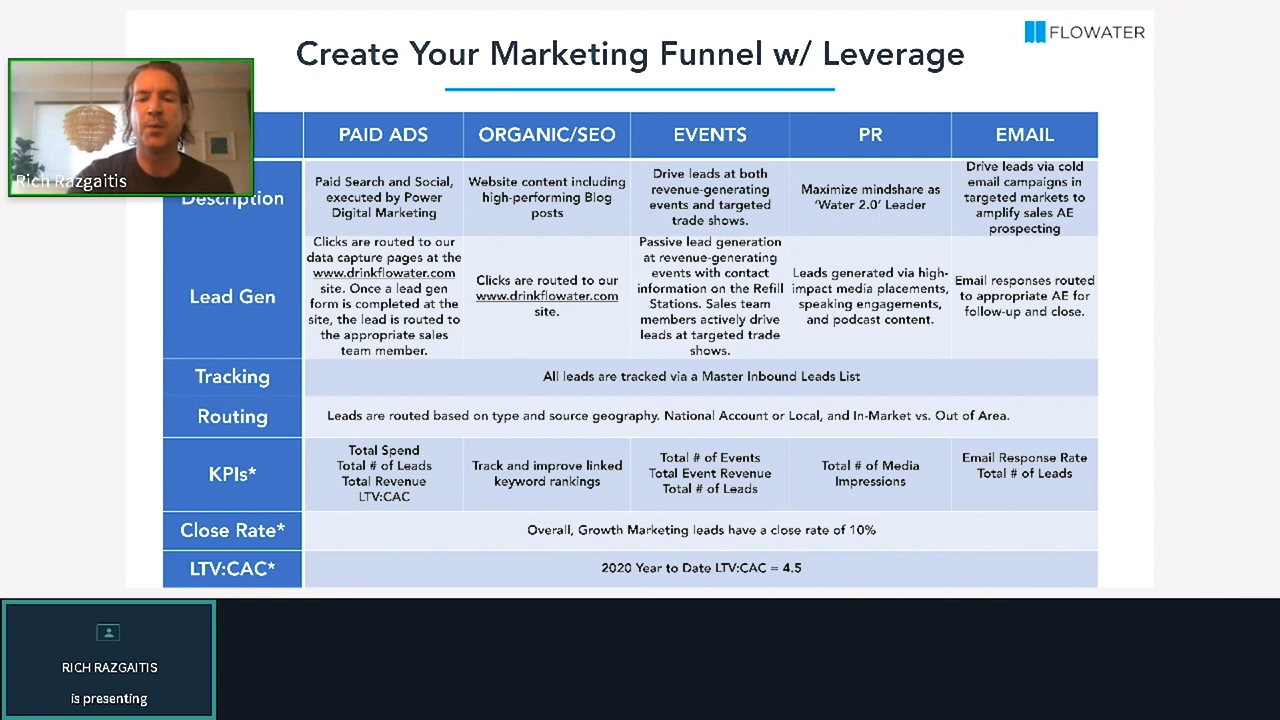 FLOWATER
Create Your Marketing Funnel w/ Leverage
Rich Razgaitis
PAID ADS
ORGANIC/SEO
EVENTS
PR
EMAIL
Description
Paid Search and Social,
executed by Power
Digital Marketing
Website content including
high-performing Blog
posts
Drive leads at both
revenue-generating
events and targeted
trade shows.
Maximize mindshare as
‘Water 2.0’ Leader
Drive leads via cold
email campaigns in
targeted markets to
amplify sales AE
prospecting
Lead Gen
Clicks are routed to our
data capture pages at the
www.drinkflowater.com
site. Once a lead gen
form is completed at the
site, the lead is routed to
the appropriate sales
team member.
Clicks are routed to our
www.drinkflowater.com
site.
Passive lead generation
at revenue-generating
events with contact
information on the Refill
Stations. Sales team
members actively drive
leads at targeted trade
shows.
Leads generated via high-
impact media placements,
speaking engagements,
and podcast content.
Email responses routed
to appropriate AE for
follow-up and close.
Tracking
All leads are tracked via a Master Inbound Leads List
Routing
Leads are routed based on type and source geography. National Account or Local, and In-Market vs. Out of Area.
KPIs*
Total Spend
Total # of Leads
Total Revenue
LTV:CAC
Track and improve linked
keyword rankings
Total # of Events
Total Event Revenue
Total # of Leads
Total # of Media
Impressions
Email Response Rate
Total # of Leads
Close Rate*
Overall, Growth Marketing leads have a close rate of 10%
LTV:CAC*
2020 Year to Date LTV:CAC = 4.5
RICH RAZGAITIS
is presenting